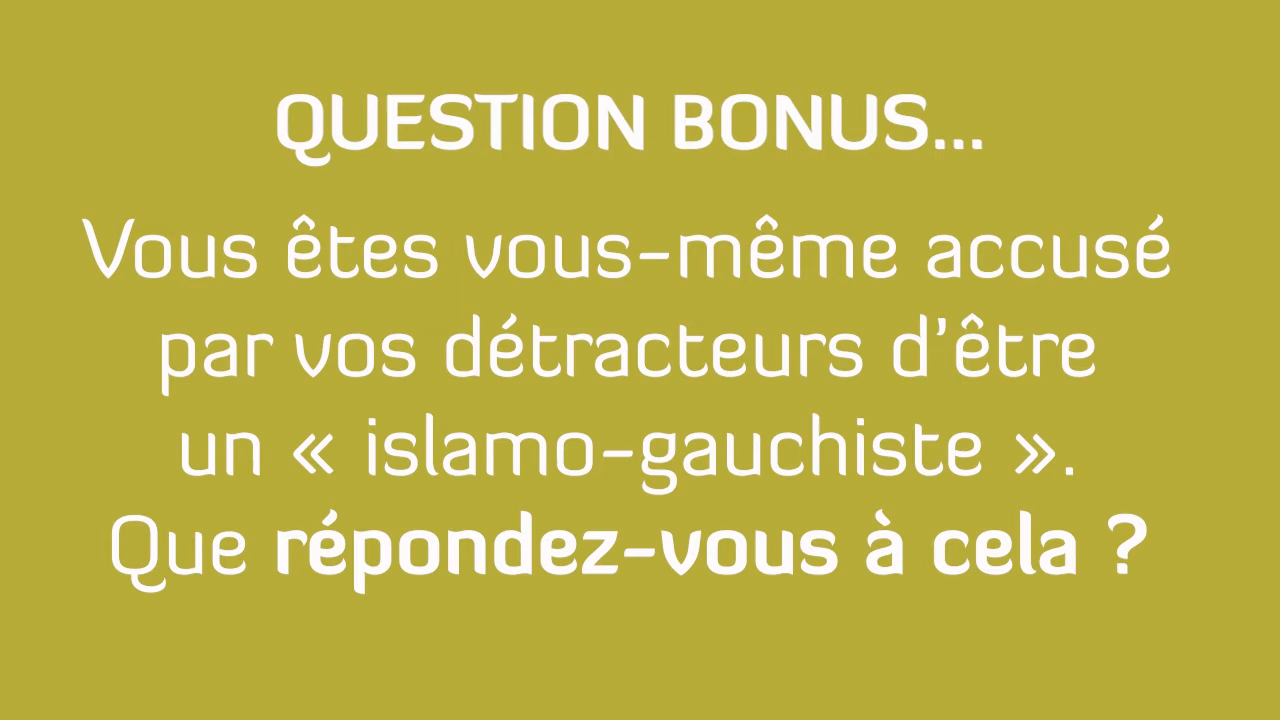 QUESTION BONUS...
Vous êtes vous-même accusé
par vos détracteurs d'être
un « islamo-gauchiste ».
Que répondez-vous à cela ?